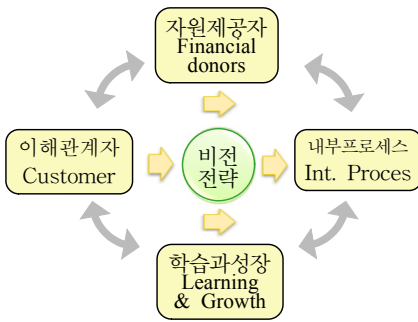 자원제공자
Financial
donors
이해관계자
Customer
비전
전략
내부프로세스
Int. Proces
학습과성장
Learning
& Growth